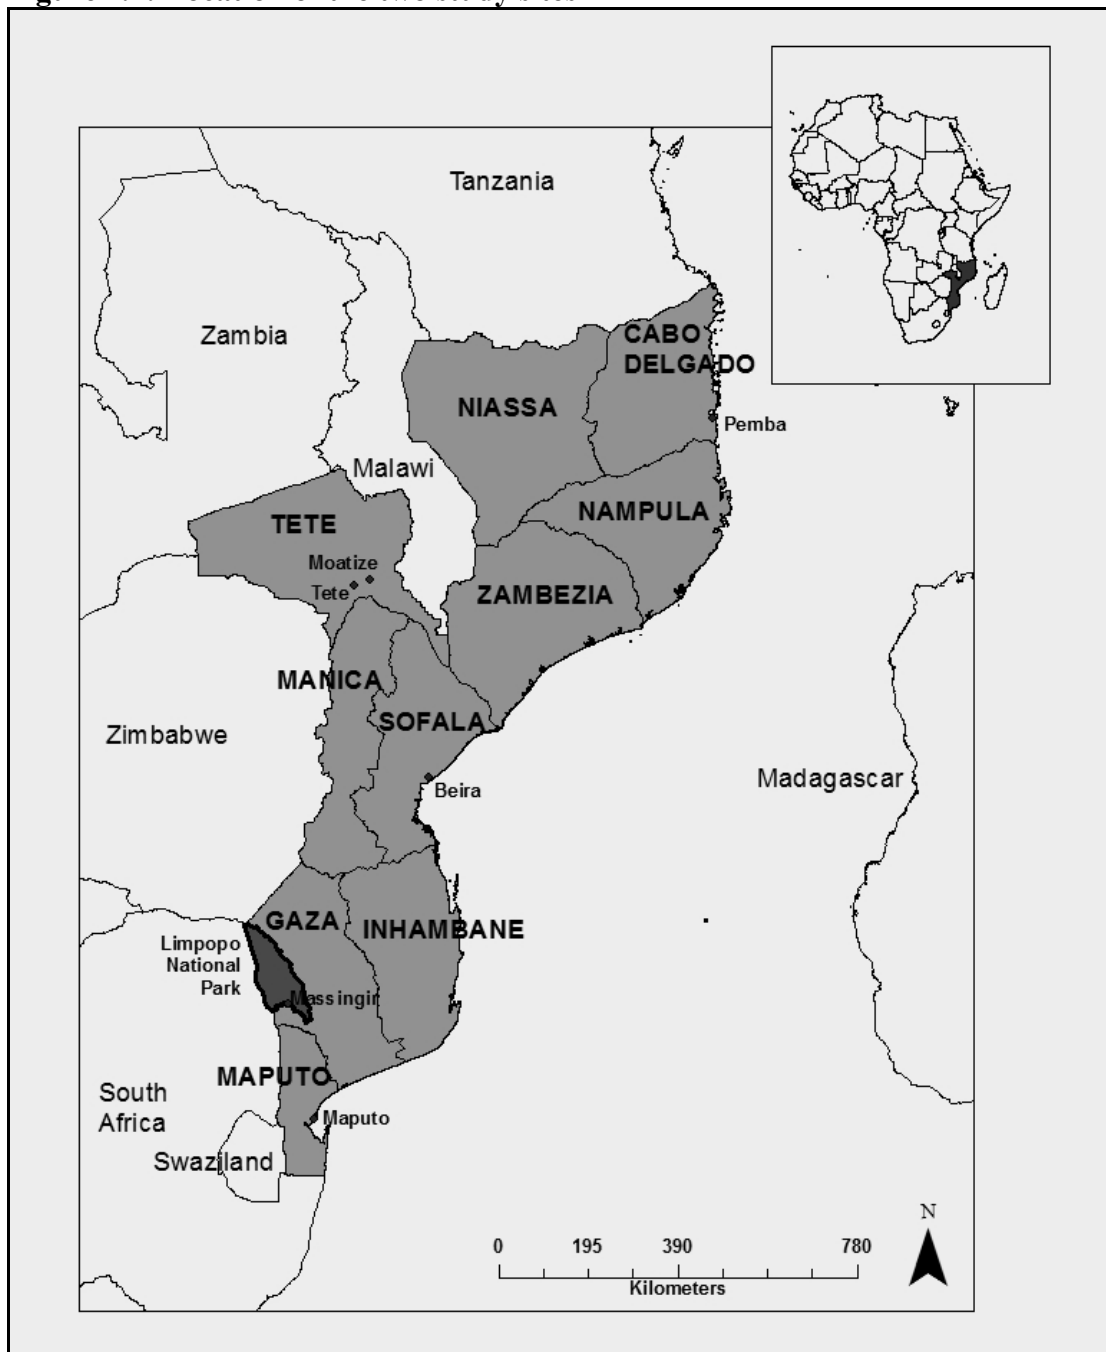 Tanzania
Zambia
CABO
DELGADO
NIASSA
Pemba
Malawi
NAMPULA
TETE
Moatize
Tete
ZAMBEZIA
MANICA
SOFALA
Zimbabwe
Madagascar
Beira
GAZA
INHAMBANE
Limpopo
National
Park
Massingir
MAPUTO
South
Africa
Maputo
Swaziland
N
0 195 390 780
Kilometers